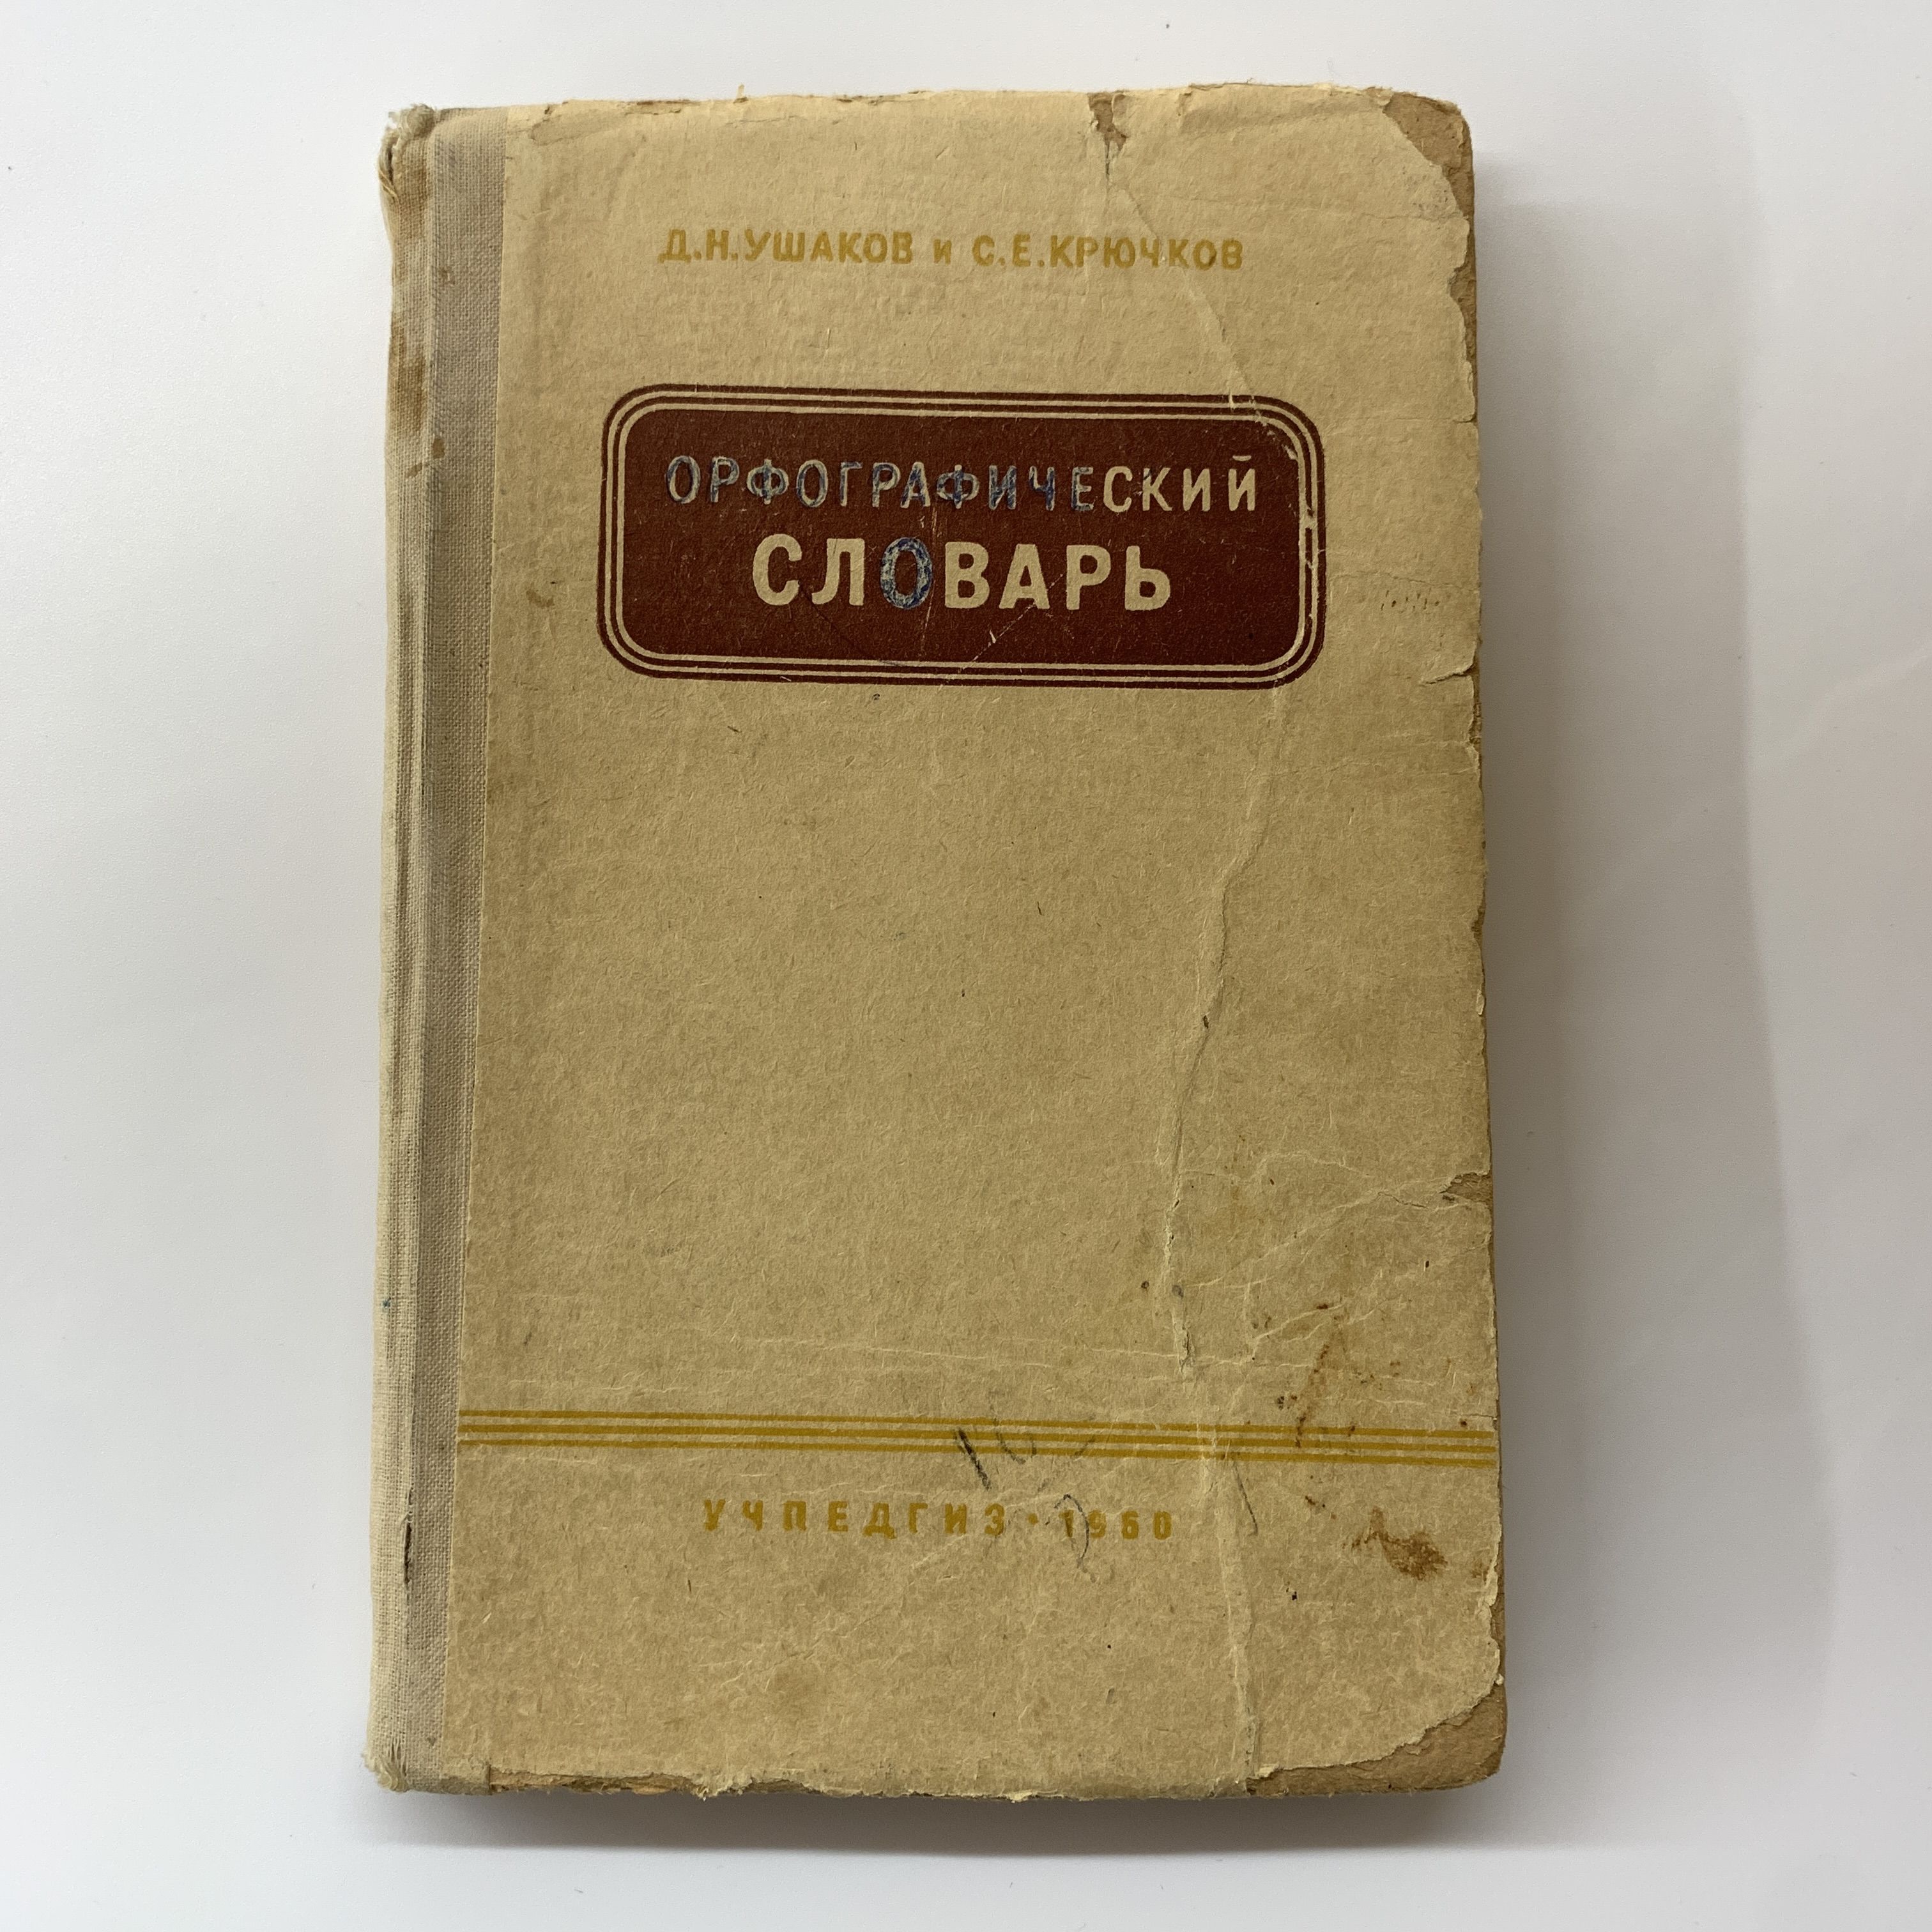 Д.Н.УШАКОВ и С.Е.КРЮЧКОВ
ОРФОГРАФИЧЕСКИЙ
СЛОВАРЬ
УЧПЕДГИЗ • 1960